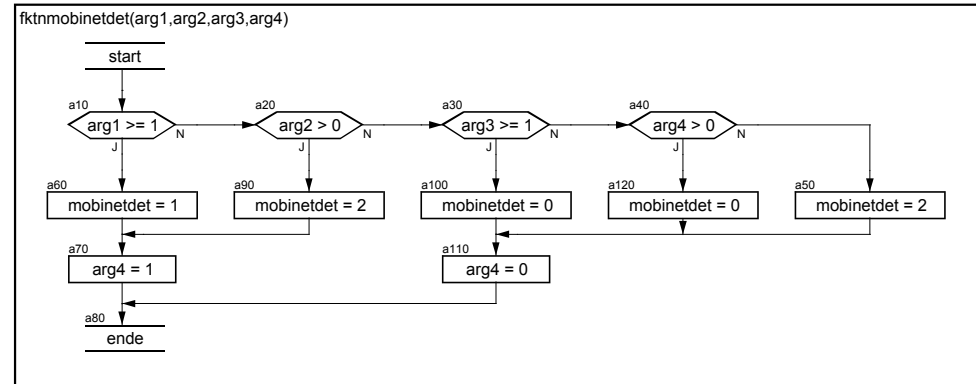 fktnmobinetdet(arg1,arg2,arg3,arg4)
start
a10
arg1 >= 1
N
J
a20
arg2 > 0
N
J
a30
arg3 >= 1
N
J
a40
arg4 > 0
N
J
a60
mobinetdet = 1
a90
mobinetdet = 2
a100
mobinetdet = 0
a120
mobinetdet = 0
a50
mobinetdet = 2
a70
arg4 = 1
a110
arg4 = 0
a80
ende